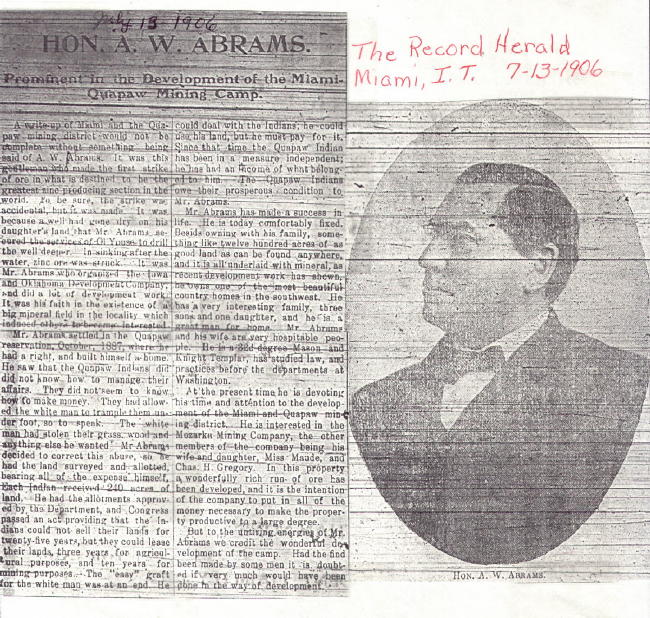 July 13 1906
HON. A. W. ABRAMS.
Prominent in the Development of the Miami-
Quapaw Mining Camp.
A write-up of Miami and the Qua-
paw mining district would not be
complete without something being
said of A. W. Abrams. It was this
gentleman who made the first strike
of ore in what is destined to be the
greatest zinc producing section in the
world. To be sure, the strike was
accidental, but it was made. It was
because a well had gone dry on his
daughter's land that Mr. Abrams se-
cured the services of Ol Youse to drill
the well deeper. In sinking after the
water, zinc ore was struck. It was
Mr. Abrams who organized the Iowa
and Oklahoma Development Company,
and did a lot of development work.
It was his faith in the existence of a
big mineral field in the locality which
induced others to become interested.
Mr. Abrams settled in the Quapaw
reservation, October, 1887, where he
had a right, and built himself a home.
He saw that the Quapaw Indians did
did not know how to manage their
affairs. They did not seem to know
how to make money. They had allow-
ed the white man to trample them un-
der foot, so to speak. The white
man had stolen their grass, wood and
anything else he wanted. Mr Abrams
decided to correct this above, so he
had the land surveyed and allotted,
bearing all of the expense himself.
Each Indian received 240 acres of
land. He had the allotments approv-
ed by the Department, and Congress
passed an act providing that the In-
dians could not sell their lands for
twenty-five years, but they could lease
their lands, three years for agricul-
tural purposes, and ten years for
mining purposes. The "easy" graft
for the white man was at an end. He
could deal with the Indians; he could
use his land, but he must pay for it.
Since that time the Quapaw Indian
has been in a measure independent;
he has had an income of what belong-
ed to him. The Quapaw Indians
owe their prosperous condition to
Mr. Abrams.
Mr. Abrams has made a success in
life. He is today comfortably fixed.
Besids owning with his family, some-
thing like twelve hundred acres of as
good land as can be found anywhere,
and it is all underlaid with mineral, as
recent development work has shown,
he owns one of the most beautiful
country homes in the southwest. He
has a very interesting family, three
sons and one daughter, and he is a
great man for home. Mr. Abrams
and his wife are very hospitable peo-
ple. He is a 32d degree Mason and
Knight Templar, has studied law, and
practices before the departments at
Washington.
At the present time he is devoting
his time and attention to the develop-
ment of the Miami and Quapaw min-
ing district. He is interested in the
Mozarku Mining Company, the other
members of the company being his
wife and daughter, Miss Maude, and
Chas. H. Gregory. In this property
a wonderfully rich run of ore has
been developed, and it is the intention
of the company to put in all of the
money necessary to make the proper-
ty productive to a large degree.
But to the untiring energies of Mr.
Abrams we credit the wonderful de-
velopment of the camp. Had the find
been made by some men it is doubt-
ed if very much would have been
done in the way of development.
The Record Herald
Miami, I. T. 7-13-1906
HON. A. W. ABRAMS.